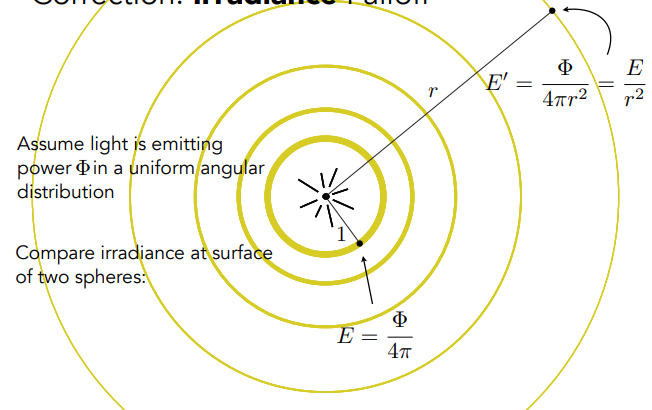 Correction: Irradiance Falloff
r
E′ = Φ / 4πr² = E / r²
Assume light is emitting
power Φ in a uniform angular
distribution
1
Compare irradiance at surface
of two spheres:
E = Φ / 4π